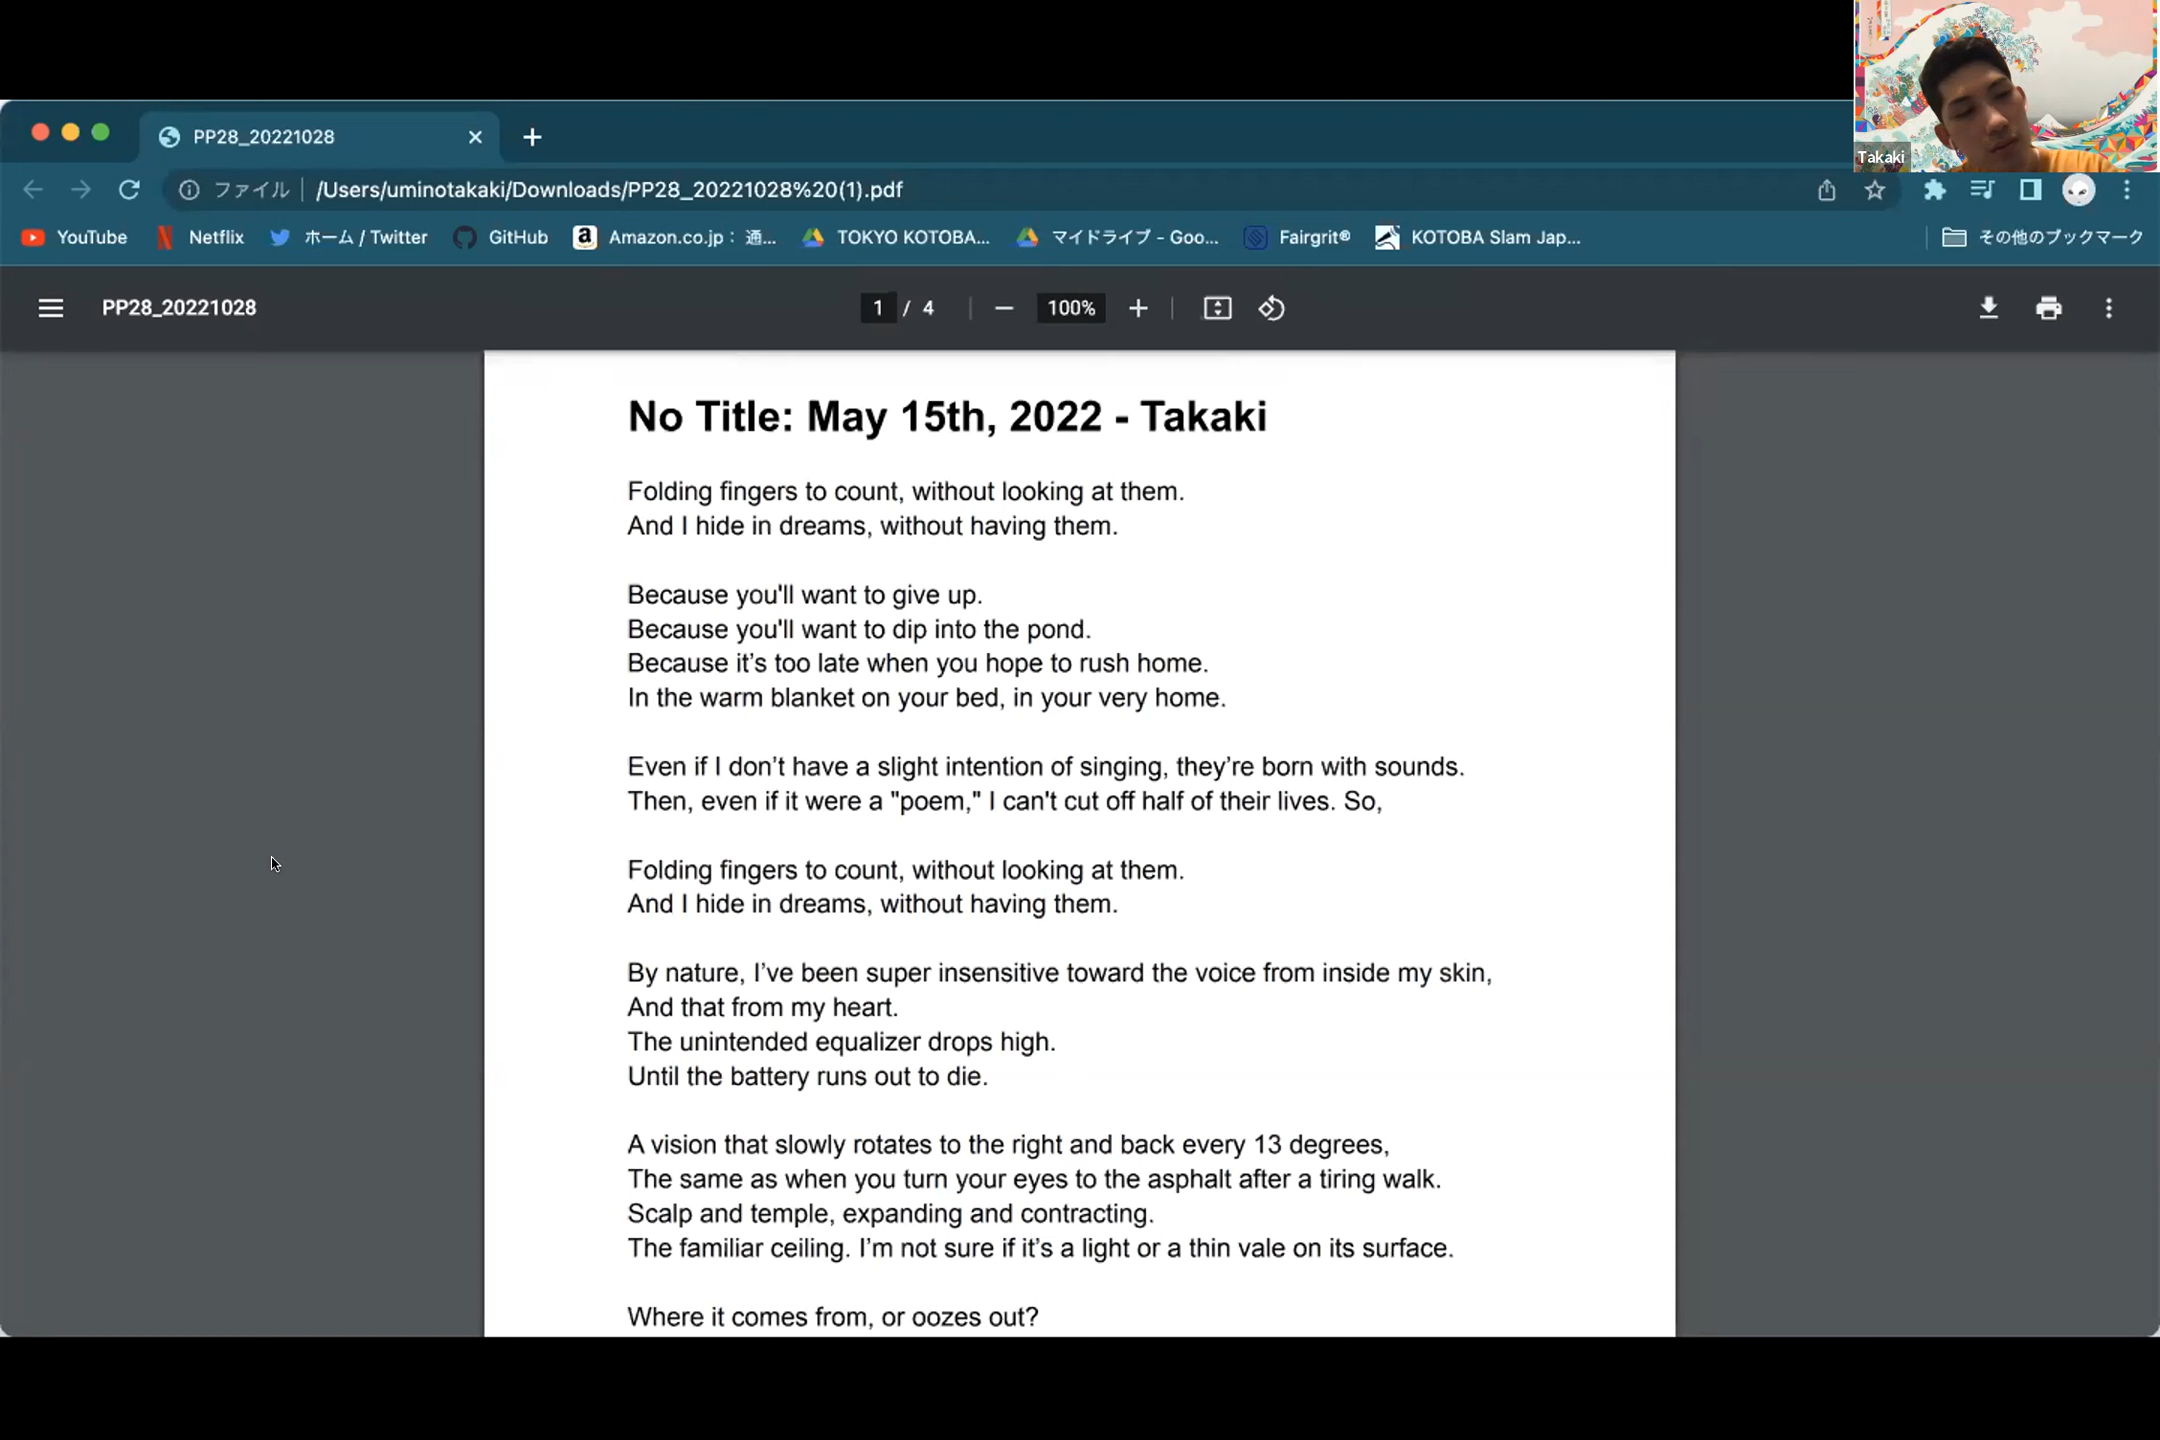 Takaki
PP28_20221028
ファイル /Users/uminotakaki/Downloads/PP28_20221028%20(1).pdf
YouTube Netflix ホーム / Twitter GitHub Amazon.co.jp：通... TOKYO KOTOBA... マイドライブ - Goo... Fairgrit® KOTOBA Slam Jap... その他のブックマーク
PP28_20221028 1 / 4 100%
No Title: May 15th, 2022 - Takaki
Folding fingers to count, without looking at them.
And I hide in dreams, without having them.
Because you'll want to give up.
Because you'll want to dip into the pond.
Because it’s too late when you hope to rush home.
In the warm blanket on your bed, in your very home.
Even if I don’t have a slight intention of singing, they’re born with sounds.
Then, even if it were a "poem," I can't cut off half of their lives. So,
Folding fingers to count, without looking at them.
And I hide in dreams, without having them.
By nature, I’ve been super insensitive toward the voice from inside my skin,
And that from my heart.
The unintended equalizer drops high.
Until the battery runs out to die.
A vision that slowly rotates to the right and back every 13 degrees,
The same as when you turn your eyes to the asphalt after a tiring walk.
Scalp and temple, expanding and contracting.
The familiar ceiling. I’m not sure if it’s a light or a thin vale on its surface.
Where it comes from, or oozes out?